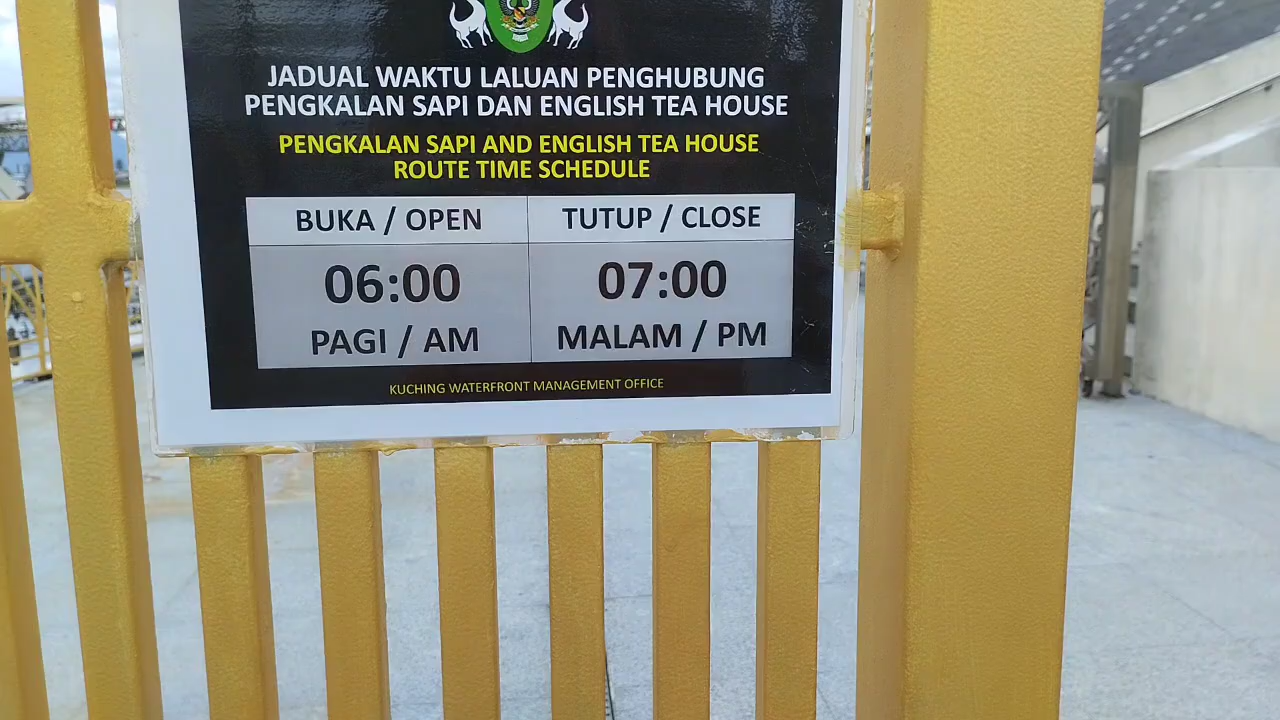 JADUAL WAKTU LALUAN PENGHUBUNG
PENGKALAN SAPI DAN ENGLISH TEA HOUSE
PENGKALAN SAPI AND ENGLISH TEA HOUSE
ROUTE TIME SCHEDULE
BUKA / OPEN
TUTUP / CLOSE
06:00
07:00
PAGI / AM
MALAM / PM
KUCHING WATERFRONT MANAGEMENT OFFICE